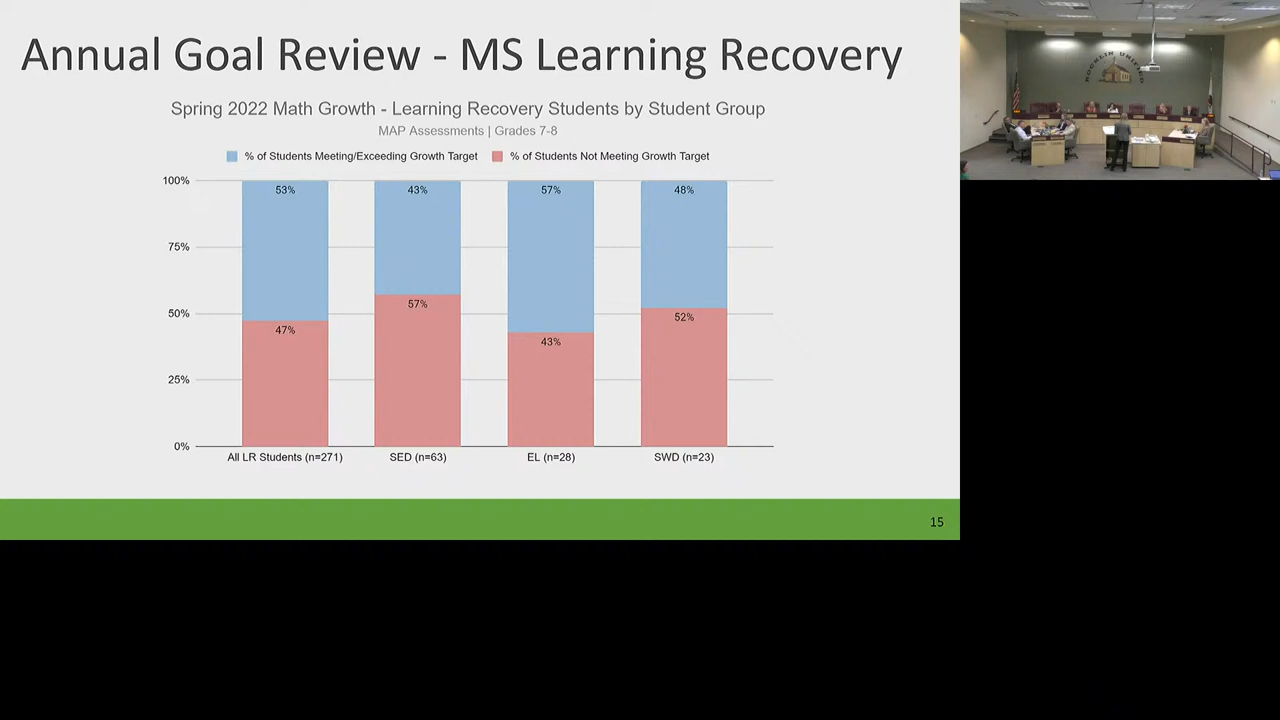 Annual Goal Review - MS Learning Recovery
Spring 2022 Math Growth - Learning Recovery Students by Student Group
MAP Assessments | Grades 7-8
% of Students Meeting/Exceeding Growth Target % of Students Not Meeting Growth Target
100%
75%
50%
25%
0%
53% 43% 57% 48%
47% 57% 43% 52%
All LR Students (n=271) SED (n=63) EL (n=28) SWD (n=23)
15
ROCKLIN UNIFIED